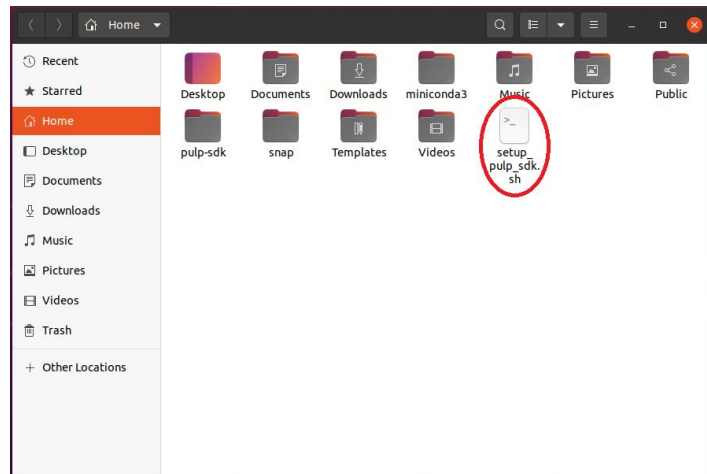 Home
Recent
Starred
Home
Desktop
Documents
Downloads
Music
Pictures
Videos
Trash
+ Other Locations
Desktop
Documents
Downloads
miniconda3
Music
Pictures
Public
pulp-sdk
snap
Templates
Videos
>_
setup_
pulp_sdk.
sh